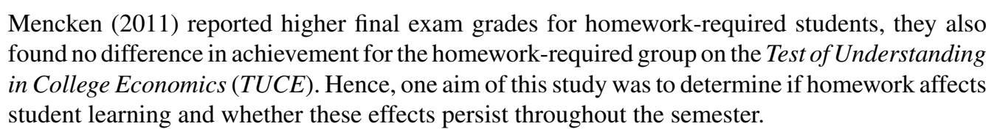 Mencken (2011) reported higher final exam grades for homework-required students, they also
found no difference in achievement for the homework-required group on the Test of Understanding
in College Economics (TUCE). Hence, one aim of this study was to determine if homework affects
student learning and whether these effects persist throughout the semester.